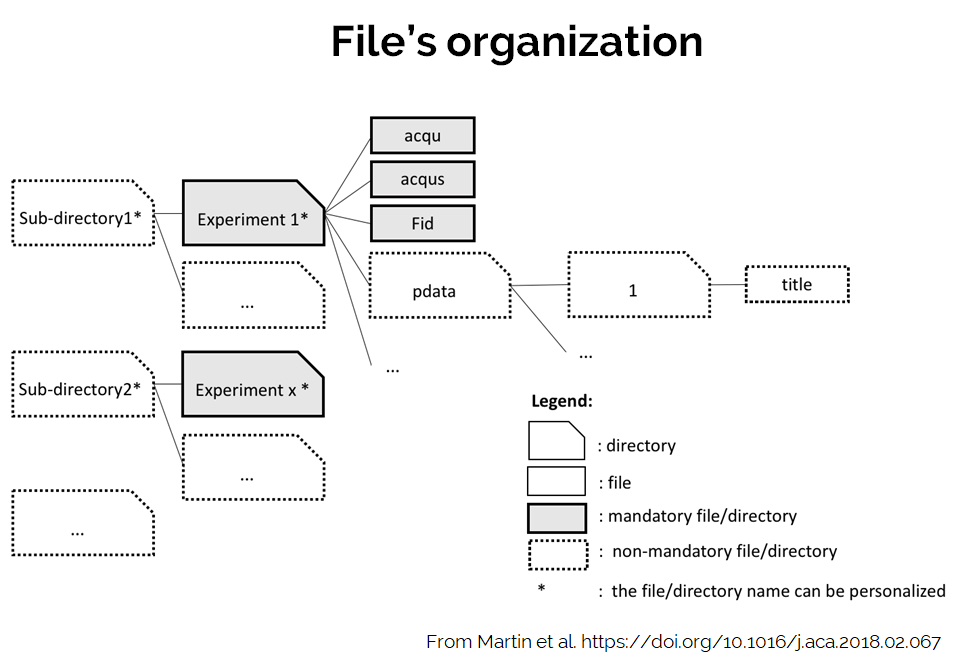 File’s organization
acqu
acqus
Fid
Sub-directory1*
Experiment 1*
...
pdata
1
title
...
...
Sub-directory2*
Experiment x *
...
...
Legend:
: directory
: file
: mandatory file/directory
: non-mandatory file/directory
* : the file/directory name can be personalized
From Martin et al. https://doi.org/10.1016/j.aca.2018.02.067